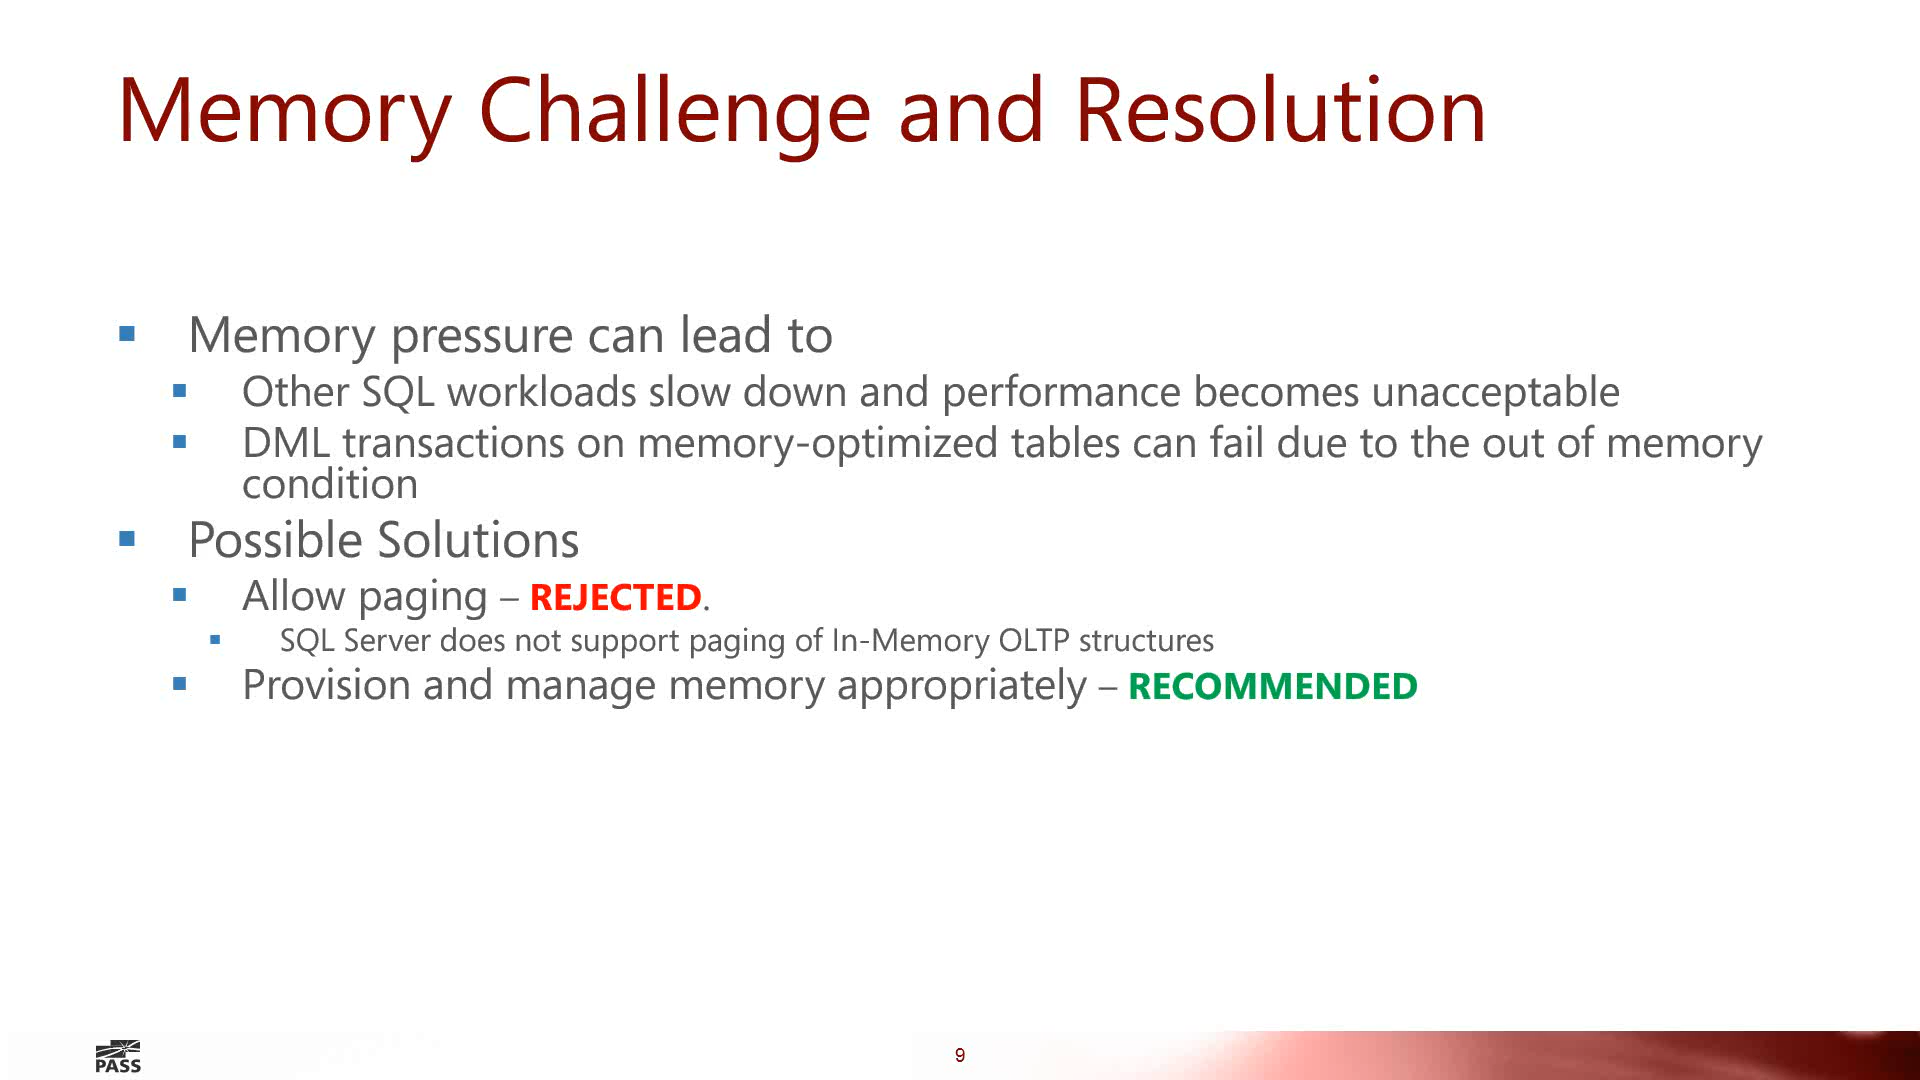 Memory Challenge and Resolution
Memory pressure can lead to
Other SQL workloads slow down and performance becomes unacceptable
DML transactions on memory-optimized tables can fail due to the out of memory
condition
Possible Solutions
Allow paging – REJECTED.
SQL Server does not support paging of In-Memory OLTP structures
Provision and manage memory appropriately – RECOMMENDED
PASS
9